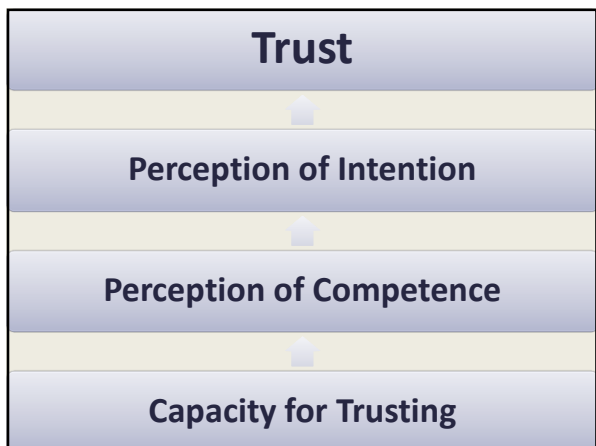 Trust
Perception of Intention
Perception of Competence
Capacity for Trusting